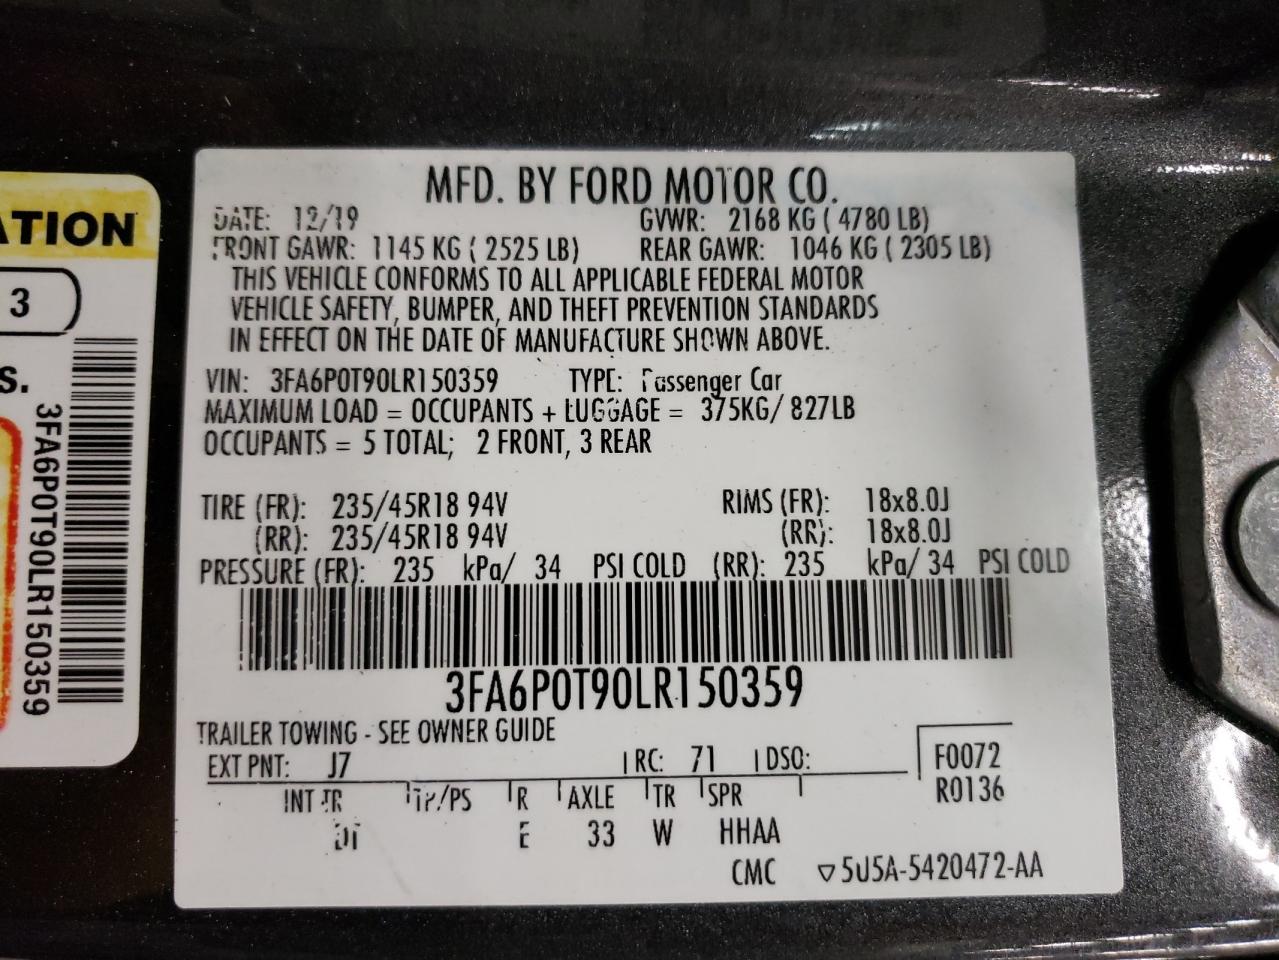 ATION
3
S.
3FA6P0T90LR150359
MFD. BY FORD MOTOR CO.
DATE: 12/19 GVWR: 2168 KG ( 4780 LB)
FRONT GAWR: 1145 KG ( 2525 LB) REAR GAWR: 1046 KG ( 2305 LB)
THIS VEHICLE CONFORMS TO ALL APPLICABLE FEDERAL MOTOR
VEHICLE SAFETY, BUMPER, AND THEFT PREVENTION STANDARDS
IN EFFECT ON THE DATE OF MANUFACTURE SHOWN ABOVE.
VIN: 3FA6P0T90LR150359 TYPE: Passenger Car
MAXIMUM LOAD = OCCUPANTS + LUGGAGE = 375KG/ 827LB
OCCUPANTS = 5 TOTAL; 2 FRONT, 3 REAR
TIRE (FR): 235/45R18 94V RIMS (FR): 18x8.0J
(RR): 235/45R18 94V (RR): 18x8.0J
PRESSURE (FR): 235 kPa/ 34 PSI COLD (RR): 235 kPa/ 34 PSI COLD
3FA6P0T90LR150359
TRAILER TOWING - SEE OWNER GUIDE
EXT PNT: J7 RC: 71 DSO: F0072
INT TR TP/PS R AXLE TR SPR R0136
E 33 W HHAA
CMC ▽5U5A-5420472-AA